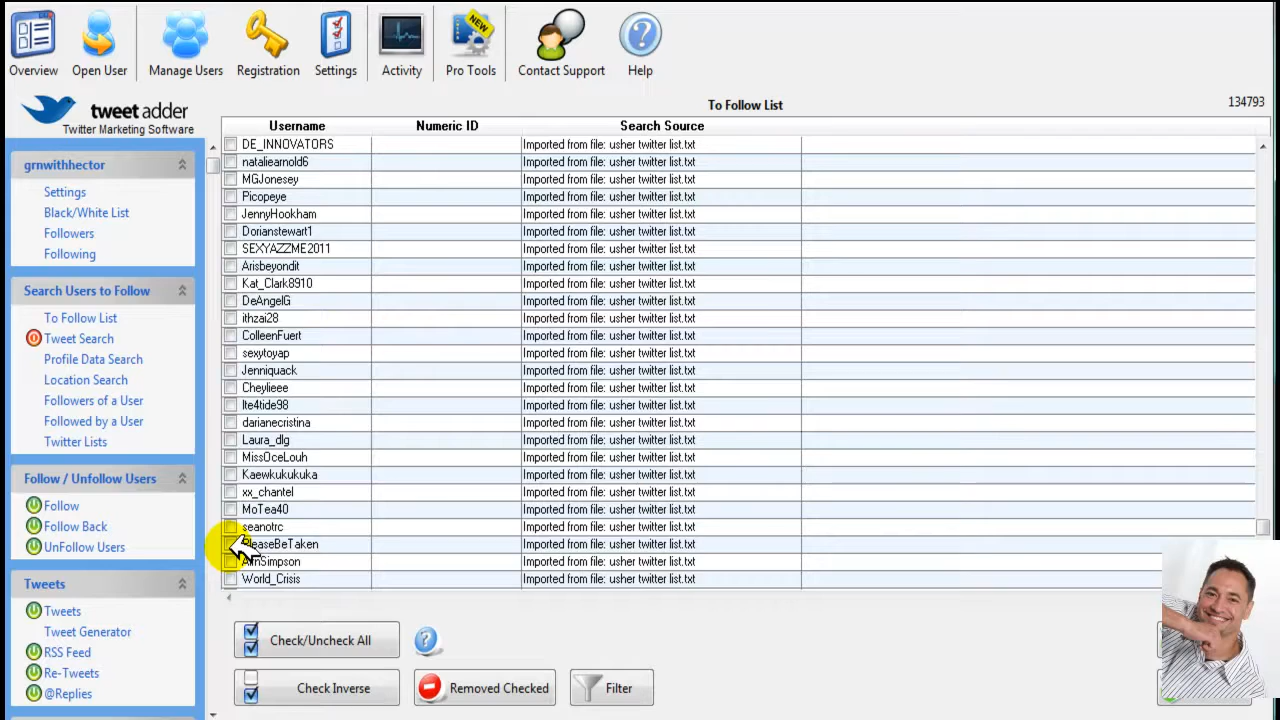 Overview
Open User
Manage Users
Registration
Settings
Activity
NEW
Pro Tools
Contact Support
Help
tweet adder
Twitter Marketing Software
To Follow List
134793
Username Numeric ID Search Source
grnwithhector
Settings
Black/White List
Followers
Following
Search Users to Follow
To Follow List
Tweet Search
Profile Data Search
Location Search
Followers of a User
Followed by a User
Twitter Lists
Follow / Unfollow Users
Follow
Follow Back
UnFollow Users
Tweets
Tweets
Tweet Generator
RSS Feed
Re-Tweets
@Replies
DE_INNOVATORS Imported from file: usher twitter list.txt
nataliearnold6 Imported from file: usher twitter list.txt
MGJonesey Imported from file: usher twitter list.txt
Picopeye Imported from file: usher twitter list.txt
JennyHookham Imported from file: usher twitter list.txt
Dorianstewart1 Imported from file: usher twitter list.txt
SEXYAZZME2011 Imported from file: usher twitter list.txt
Arisbeyondit Imported from file: usher twitter list.txt
Kat_Clark8910 Imported from file: usher twitter list.txt
DeAngelG Imported from file: usher twitter list.txt
ithzai28 Imported from file: usher twitter list.txt
ColleenFuert Imported from file: usher twitter list.txt
sexytoyap Imported from file: usher twitter list.txt
Jenniquack Imported from file: usher twitter list.txt
Cheylieee Imported from file: usher twitter list.txt
lte4tide98 Imported from file: usher twitter list.txt
darianecristina Imported from file: usher twitter list.txt
Laura_dlg Imported from file: usher twitter list.txt
MissOceLouh Imported from file: usher twitter list.txt
Kaewkukukuka Imported from file: usher twitter list.txt
xx_chantel Imported from file: usher twitter list.txt
MoTea40 Imported from file: usher twitter list.txt
seanotrc Imported from file: usher twitter list.txt
PleaseBeTaken Imported from file: usher twitter list.txt
Imported from file: usher twitter list.txt
World_Crisis Imported from file: usher twitter list.txt
Check/Uncheck All
Check Inverse
Removed Checked
Filter